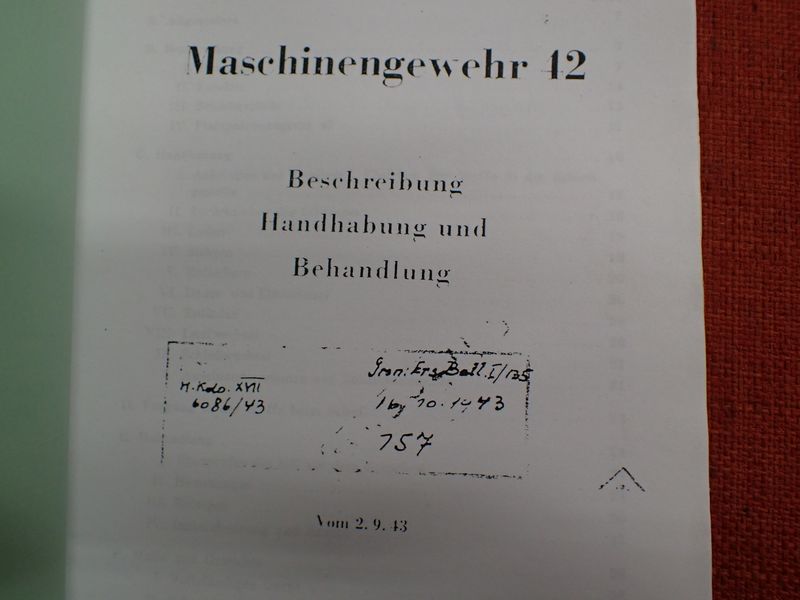 Maschinengewehr 42
Beschreibung
Handhabung und
Behandlung
Gren. Ers. Batl. I/135
W.Kdo. XVII
6086/43
10.1943
157
Vom 2.9.43